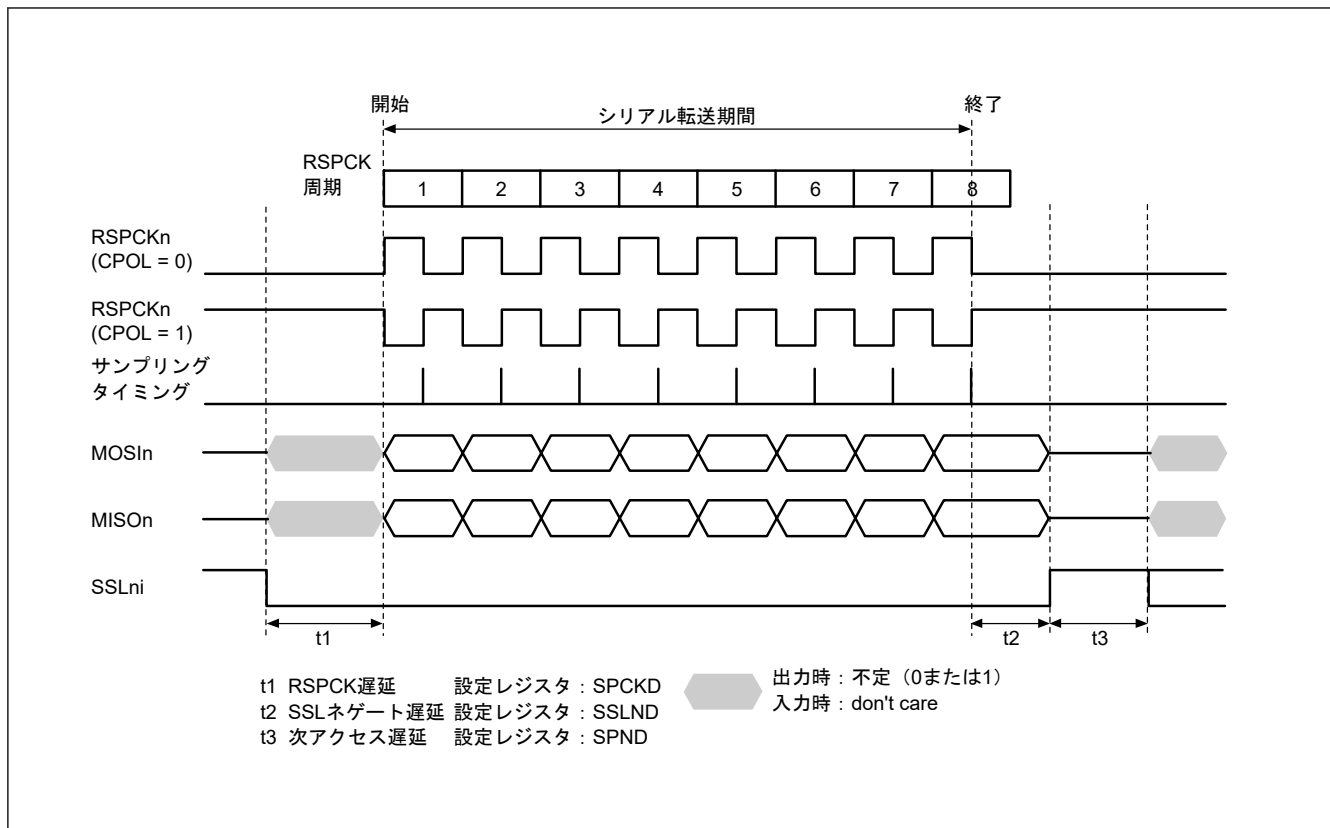 開始
終了
シリアル転送期間
RSPCK
周期
1 2 3 4 5 6 7 8
RSPCKn
(CPOL = 0)
RSPCKn
(CPOL = 1)
サンプリング
タイミング
MOSIn
MISOn
SSLni
t1
t2
t3
t1 RSPCK遅延 設定レジスタ：SPCKD
t2 SSLネゲート遅延 設定レジスタ：SSLND
t3 次アクセス遅延 設定レジスタ：SPND
出力時：不定（0または1）
入力時：don't care